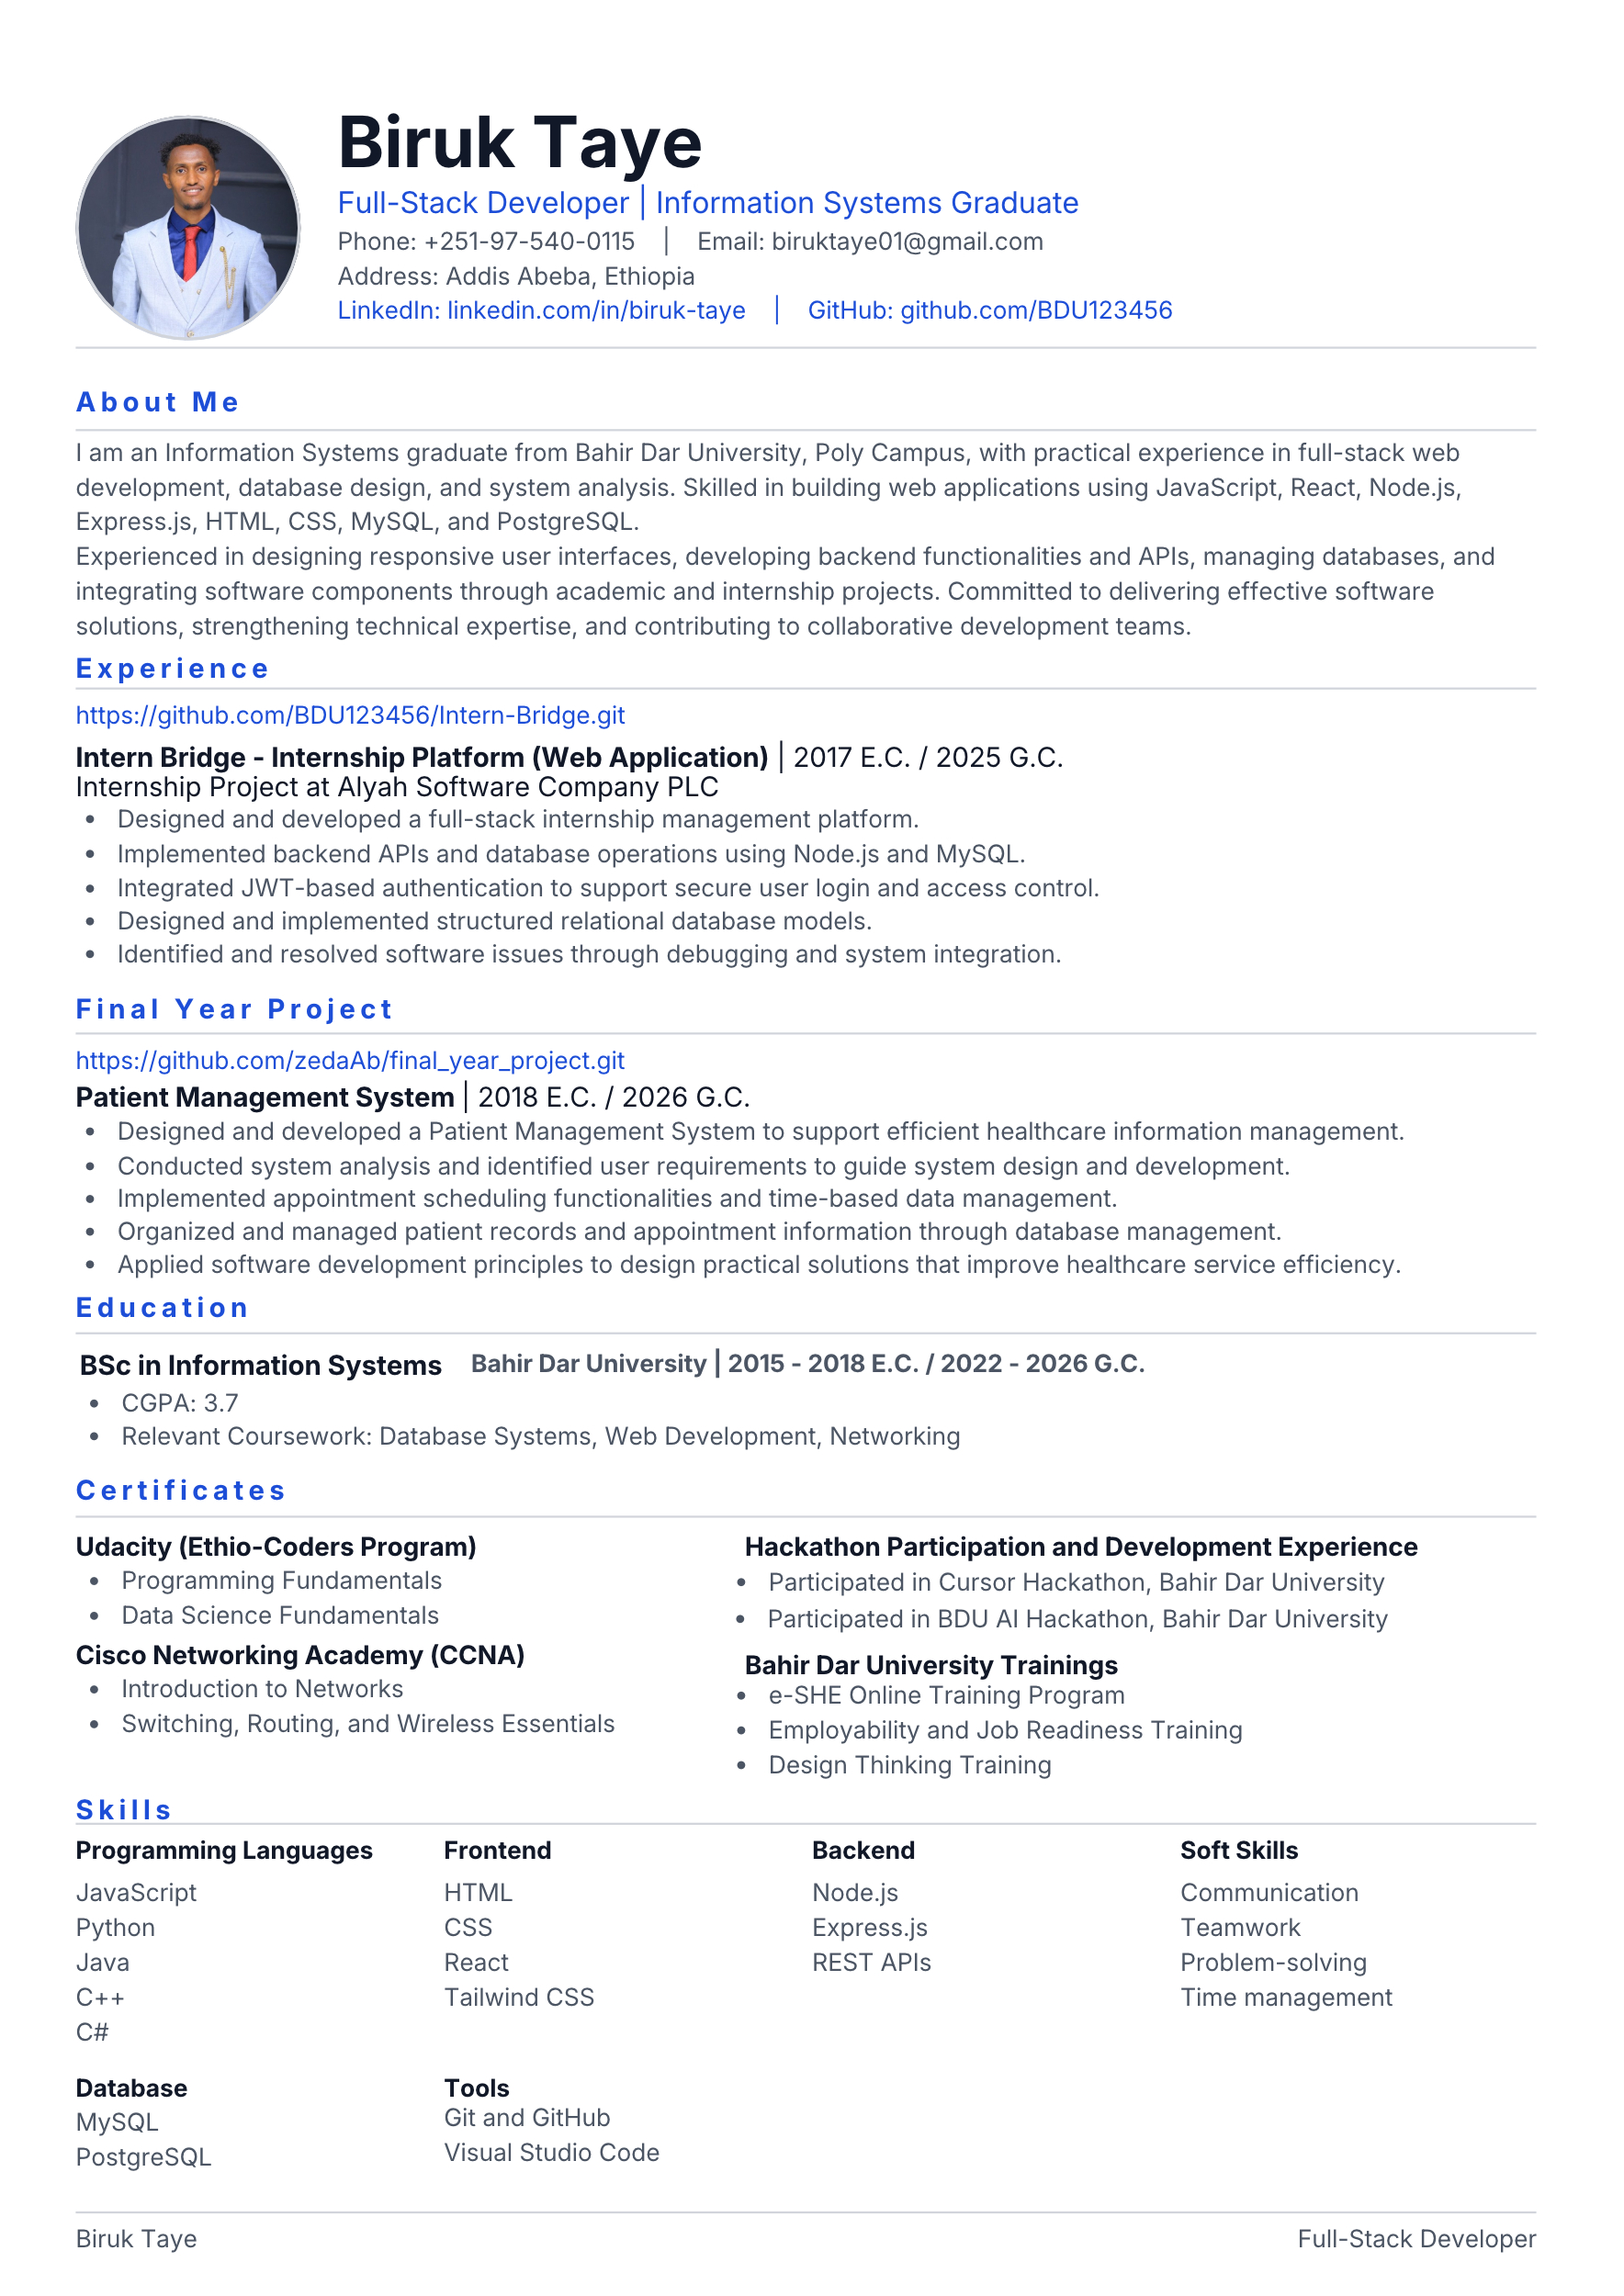 Biruk Taye
Full-Stack Developer | Information Systems Graduate
Phone: +251-97-540-0115 | Email: biruktaye01@gmail.com
Address: Addis Abeba, Ethiopia
LinkedIn: linkedin.com/in/biruk-taye | GitHub: github.com/BDU123456
About Me
I am an Information Systems graduate from Bahir Dar University, Poly Campus, with practical experience in full-stack web
development, database design, and system analysis. Skilled in building web applications using JavaScript, React, Node.js,
Express.js, HTML, CSS, MySQL, and PostgreSQL.
Experienced in designing responsive user interfaces, developing backend functionalities and APIs, managing databases, and
integrating software components through academic and internship projects. Committed to delivering effective software
solutions, strengthening technical expertise, and contributing to collaborative development teams.
Experience
https://github.com/BDU123456/Intern-Bridge.git
Intern Bridge - Internship Platform (Web Application) | 2017 E.C. / 2025 G.C.
Internship Project at Alyah Software Company PLC
• Designed and developed a full-stack internship management platform.
• Implemented backend APIs and database operations using Node.js and MySQL.
• Integrated JWT-based authentication to support secure user login and access control.
• Designed and implemented structured relational database models.
• Identified and resolved software issues through debugging and system integration.
Final Year Project
https://github.com/zedaAb/final_year_project.git
Patient Management System | 2018 E.C. / 2026 G.C.
• Designed and developed a Patient Management System to support efficient healthcare information management.
• Conducted system analysis and identified user requirements to guide system design and development.
• Implemented appointment scheduling functionalities and time-based data management.
• Organized and managed patient records and appointment information through database management.
• Applied software development principles to design practical solutions that improve healthcare service efficiency.
Education
BSc in Information Systems Bahir Dar University | 2015 - 2018 E.C. / 2022 - 2026 G.C.
• CGPA: 3.7
• Relevant Coursework: Database Systems, Web Development, Networking
Certificates
Udacity (Ethio-Coders Program)
• Programming Fundamentals
• Data Science Fundamentals
Cisco Networking Academy (CCNA)
• Introduction to Networks
• Switching, Routing, and Wireless Essentials
Hackathon Participation and Development Experience
• Participated in Cursor Hackathon, Bahir Dar University
• Participated in BDU AI Hackathon, Bahir Dar University
Bahir Dar University Trainings
• e-SHE Online Training Program
• Employability and Job Readiness Training
• Design Thinking Training
Skills
Programming Languages
JavaScript
Python
Java
C++
C#
Frontend
HTML
CSS
React
Tailwind CSS
Backend
Node.js
Express.js
REST APIs
Soft Skills
Communication
Teamwork
Problem-solving
Time management
Database
MySQL
PostgreSQL
Tools
Git and GitHub
Visual Studio Code
Biruk Taye
Full-Stack Developer